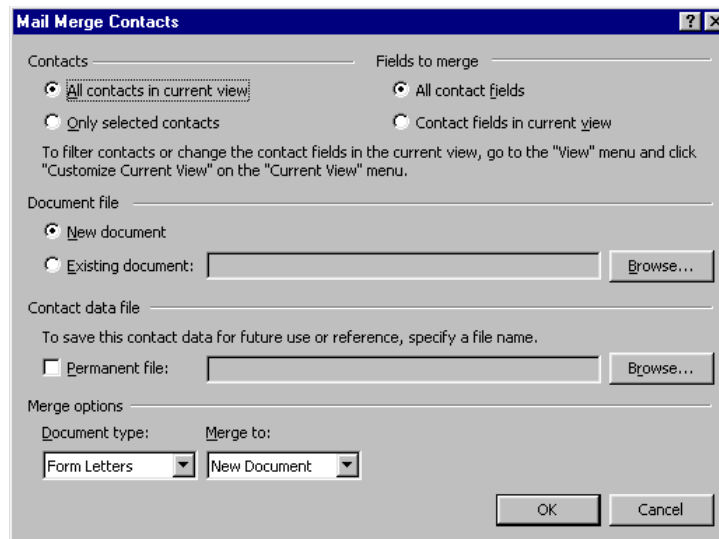 Mail Merge Contacts
Contacts
Fields to merge
All contacts in current view
All contact fields
Only selected contacts
Contact fields in current view
To filter contacts or change the contact fields in the current view, go to the "View" menu and click
"Customize Current View" on the "Current View" menu.
Document file
New document
Existing document:
Browse...
Contact data file
To save this contact data for future use or reference, specify a file name.
Permanent file:
Browse...
Merge options
Document type:
Merge to:
Form Letters
New Document
OK
Cancel